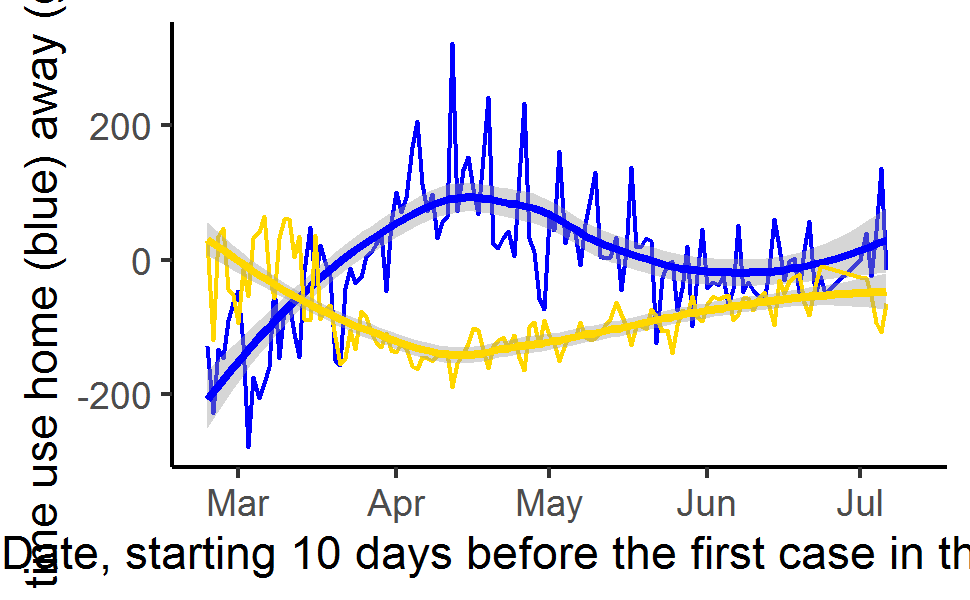 time use home (blue) away (
200
0
-200
Mar Apr May Jun Jul
Date, starting 10 days before the first case in th